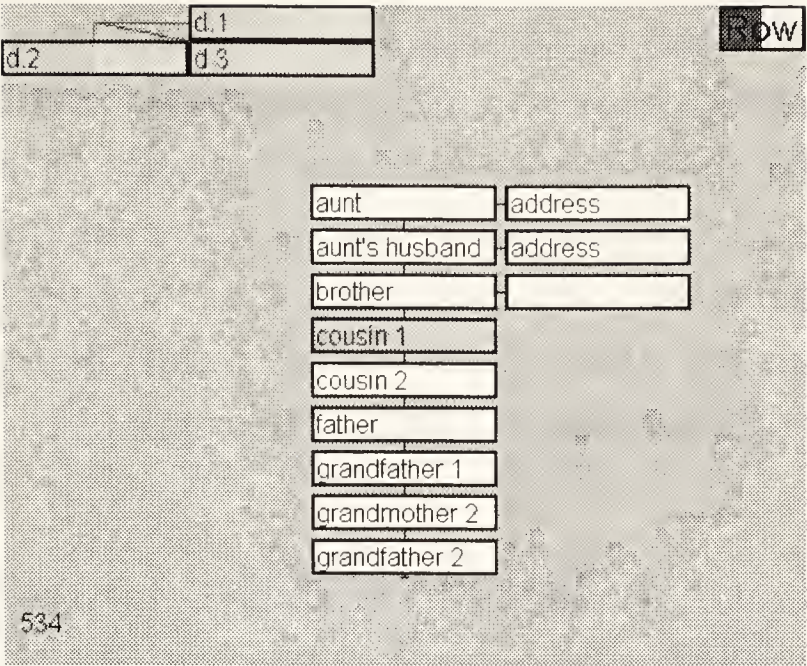 d.1
Row
d.2
d.3
aunt
address
aunt's husband
address
brother
cousin 1
cousin 2
father
grandfather 1
grandmother 2
grandfather 2
534